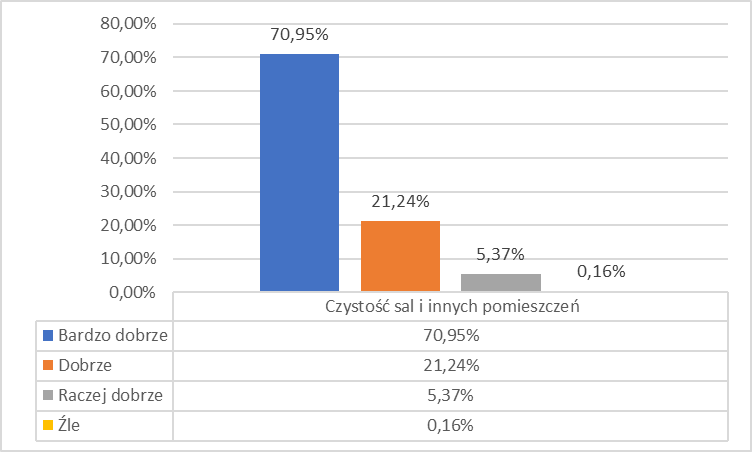 80,00%
70,00%
60,00%
50,00%
40,00%
30,00%
20,00%
10,00%
0,00%
70,95%
21,24%
5,37%
0,16%
Czystość sal i innych pomieszczeń
Bardzo dobrze 70,95%
Dobrze 21,24%
Raczej dobrze 5,37%
Źle 0,16%